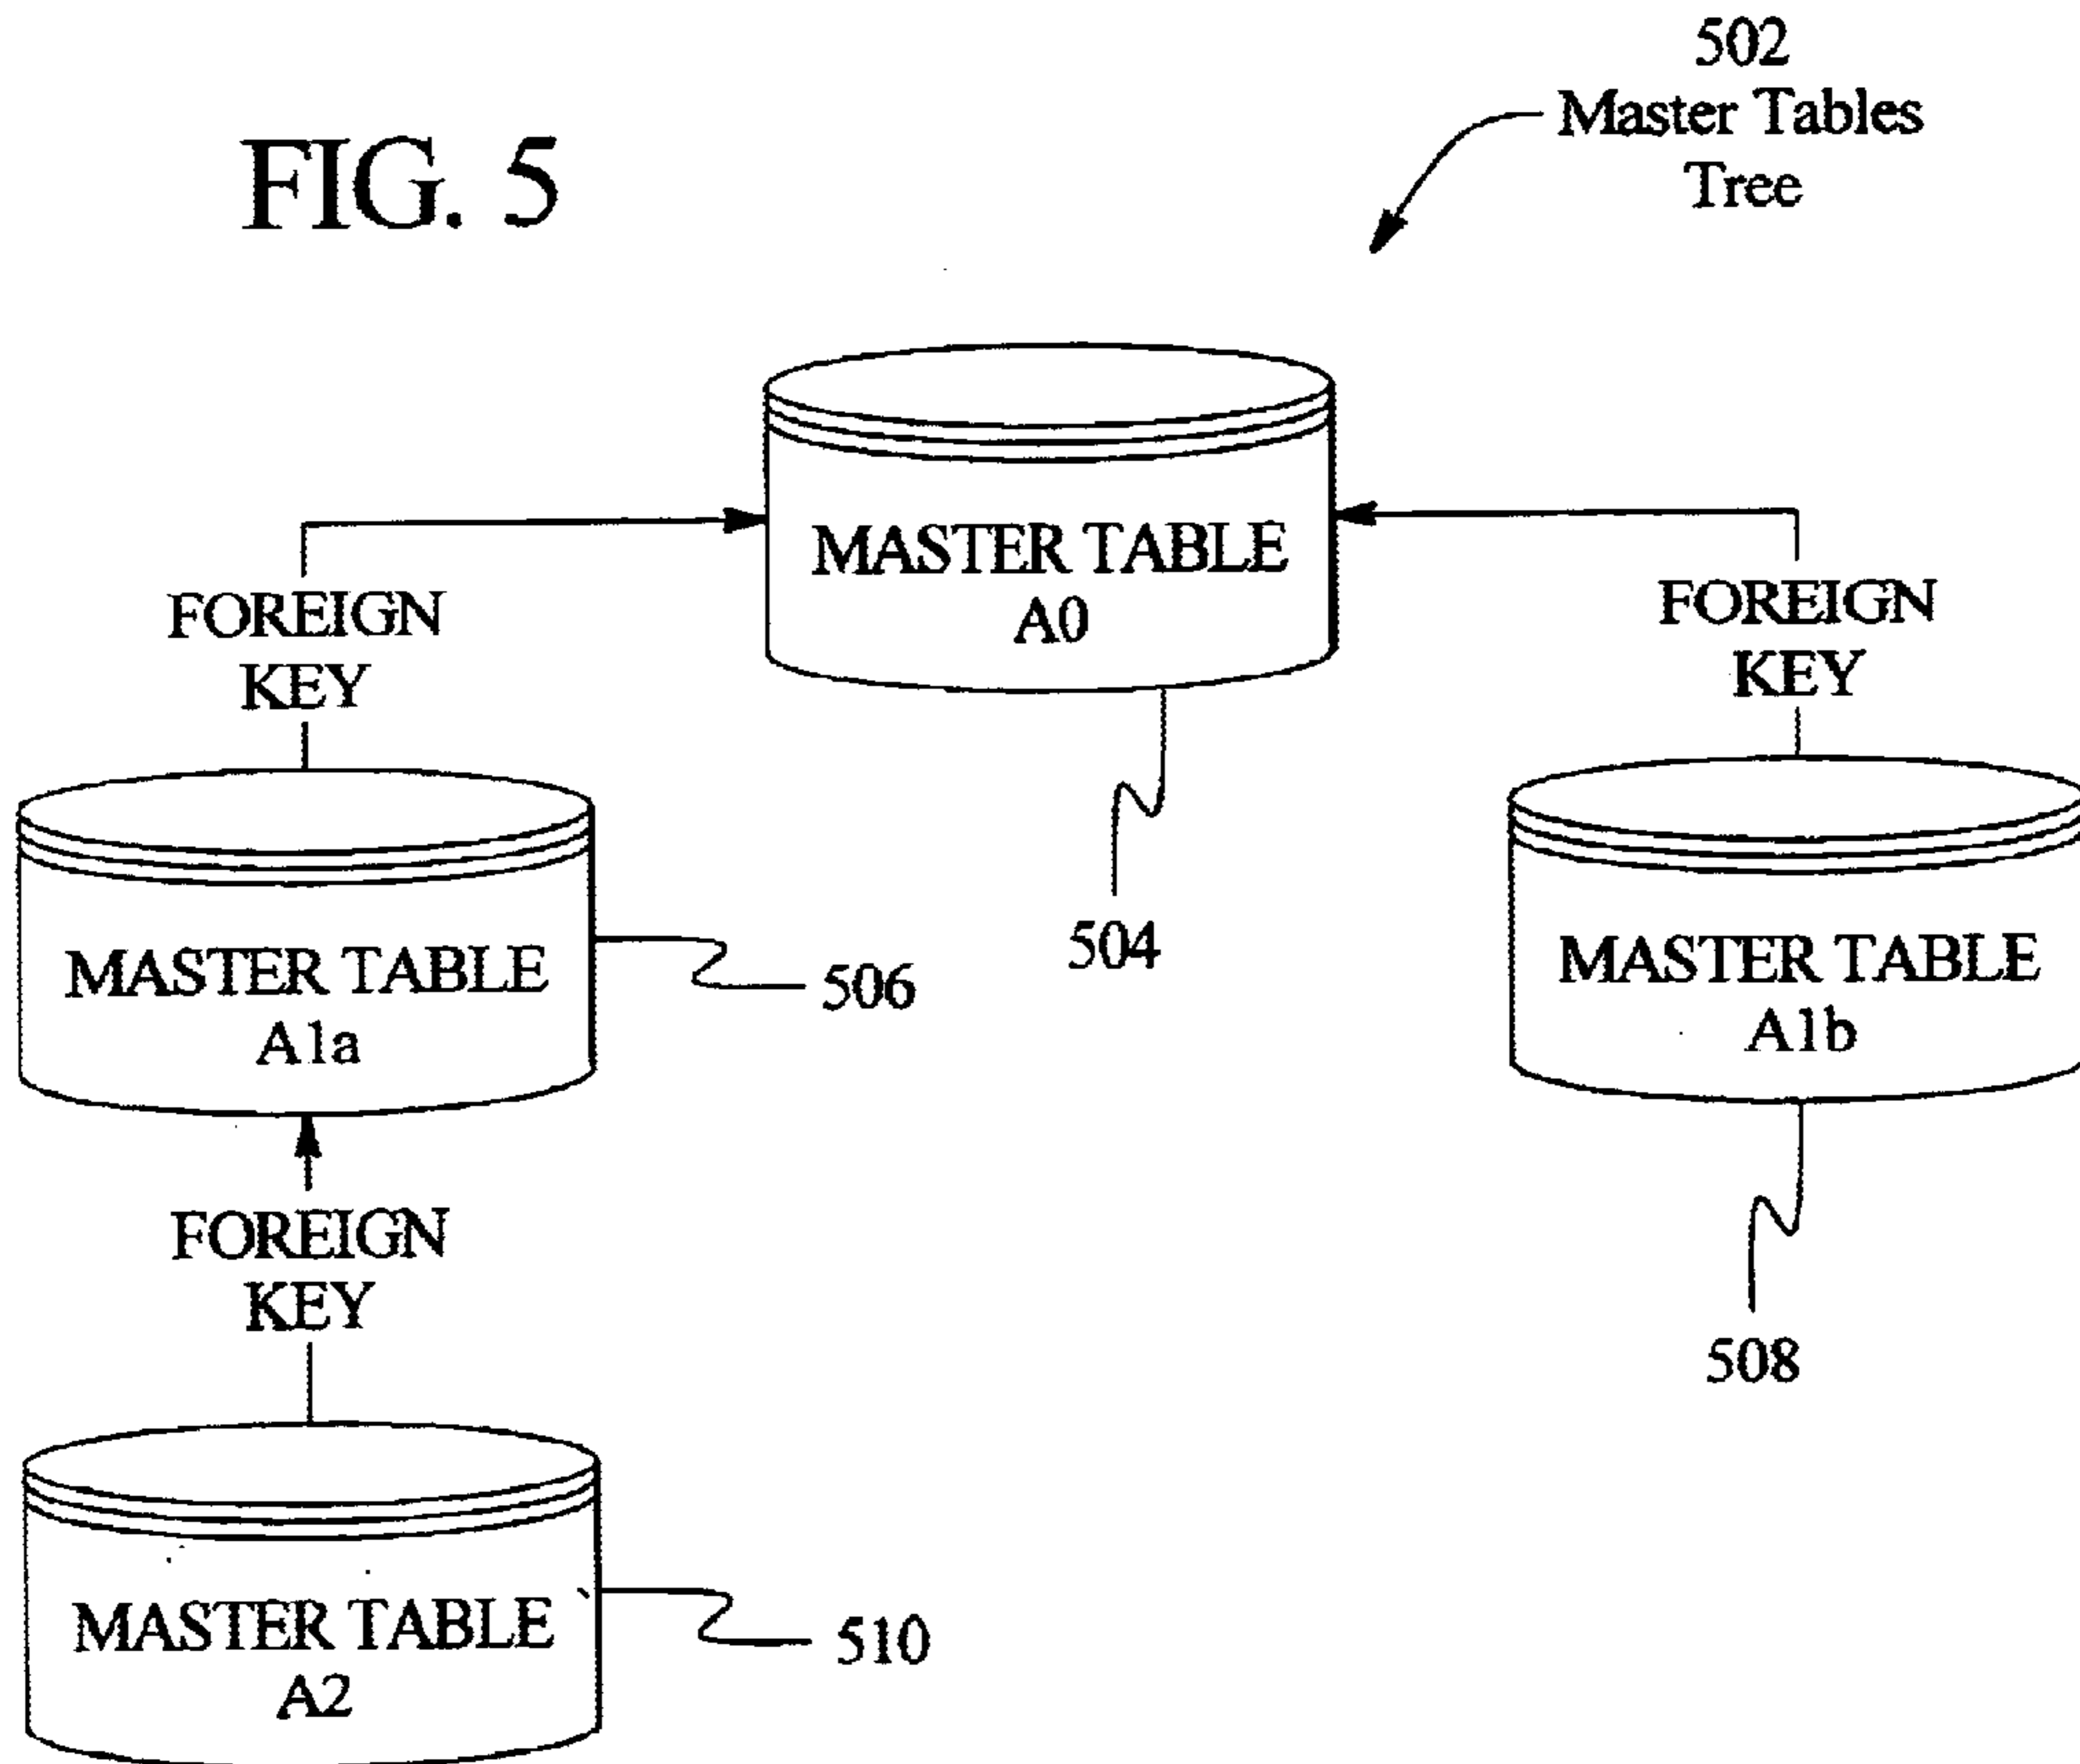 502
Master Tables
Tree
FIG. 5
MASTER TABLE
A0
FOREIGN
KEY
FOREIGN
KEY
504
MASTER TABLE
A1a
506
MASTER TABLE
A1b
FOREIGN
KEY
508
MASTER TABLE
A2
510